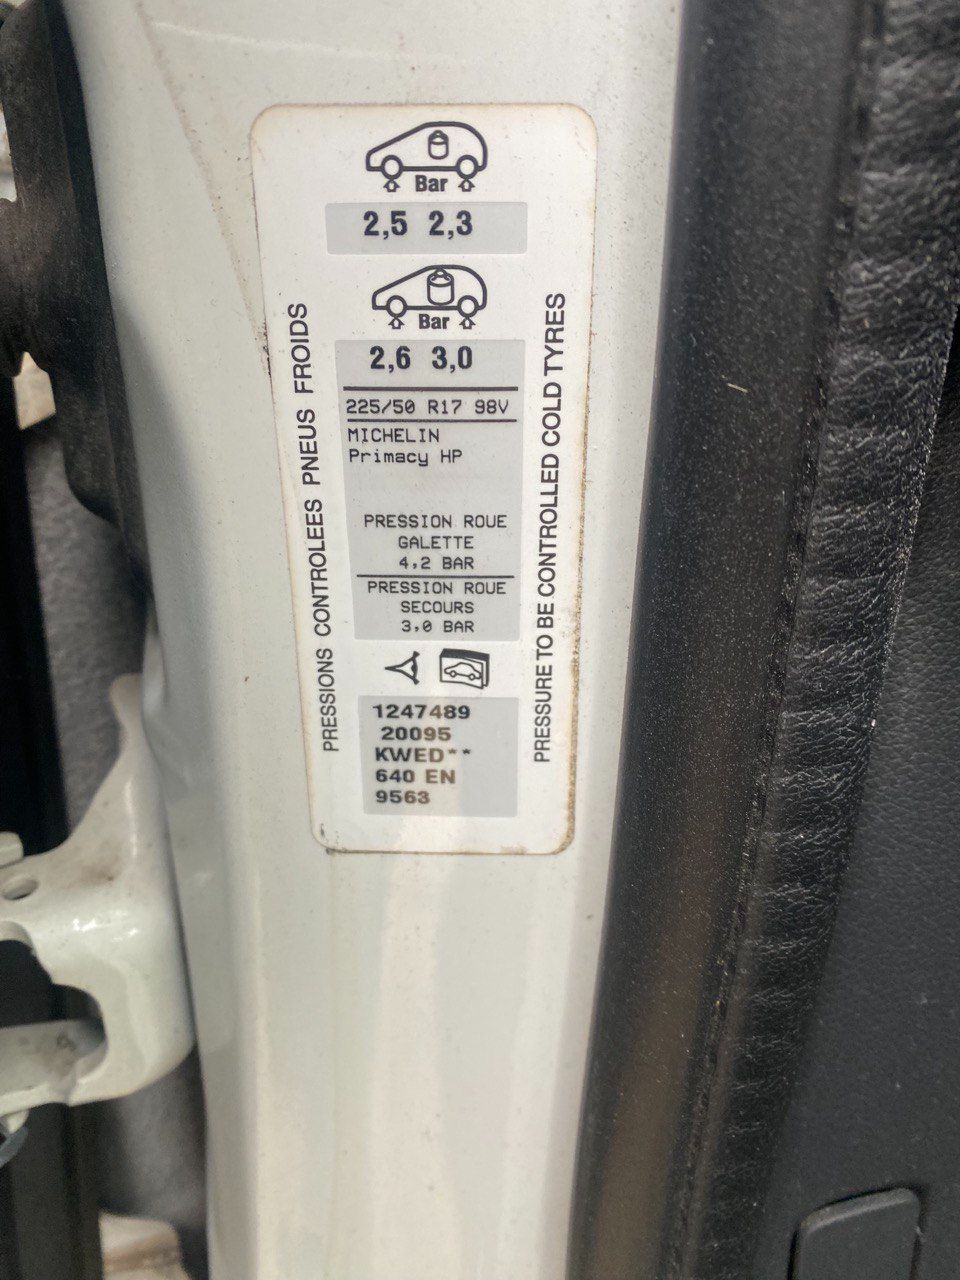 Bar
2,5 2,3
Bar
2,6 3,0
225/50 R17 98V
MICHELIN
Primacy HP
PRESSION ROUE
GALETTE
4,2 BAR
PRESSION ROUE
SECOURS
3,0 BAR
1247489
20095
KWED**
640 EN
9563
PRESSIONS CONTROLEES PNEUS FROIDS
PRESSURE TO BE CONTROLLED COLD TYRES